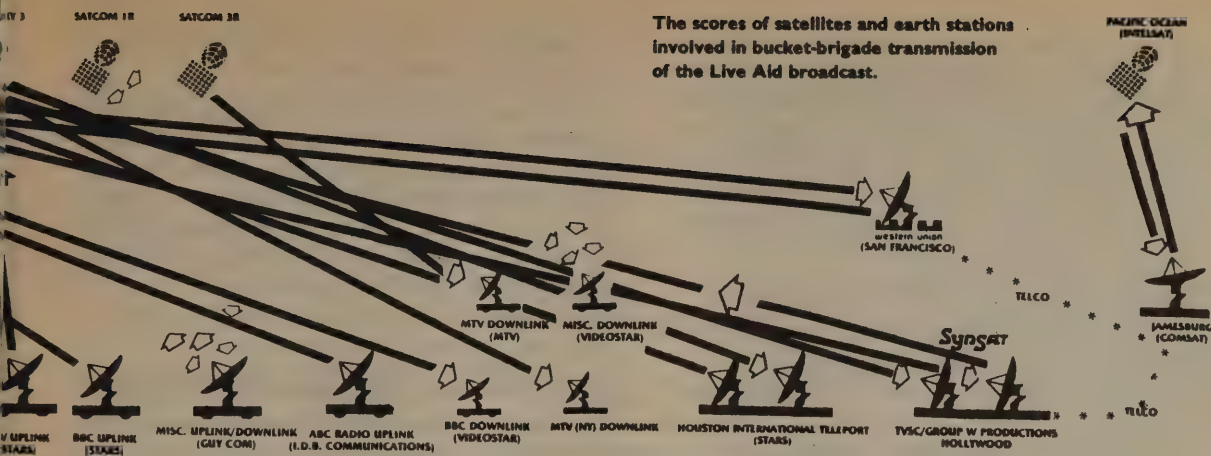 SATCOM 1R
SATCOM 3R
The scores of satellites and earth stations
involved in bucket-brigade transmission
of the Live Aid broadcast.
PACIFIC OCEAN
(INTELSAT)
western union
(SAN FRANCISCO)
TELCO
JAMESBURG
(COMSAT)
MTV DOWNLINK
(MTV)
MISC. DOWNLINK
(VIDEOSTAR)
SynSat
TELCO
UPLINK
(STARS)
BBC UPLINK
(STARS)
MISC. UPLINK/DOWNLINK
(GUY COM)
ABC RADIO UPLINK
(I.D.B. COMMUNICATIONS)
BBC DOWNLINK
(VIDEOSTAR)
MTV (NY) DOWNLINK
HOUSTON INTERNATIONAL TELEPORT
(STARS)
TVSC/GROUP W PRODUCTIONS
HOLLYWOOD